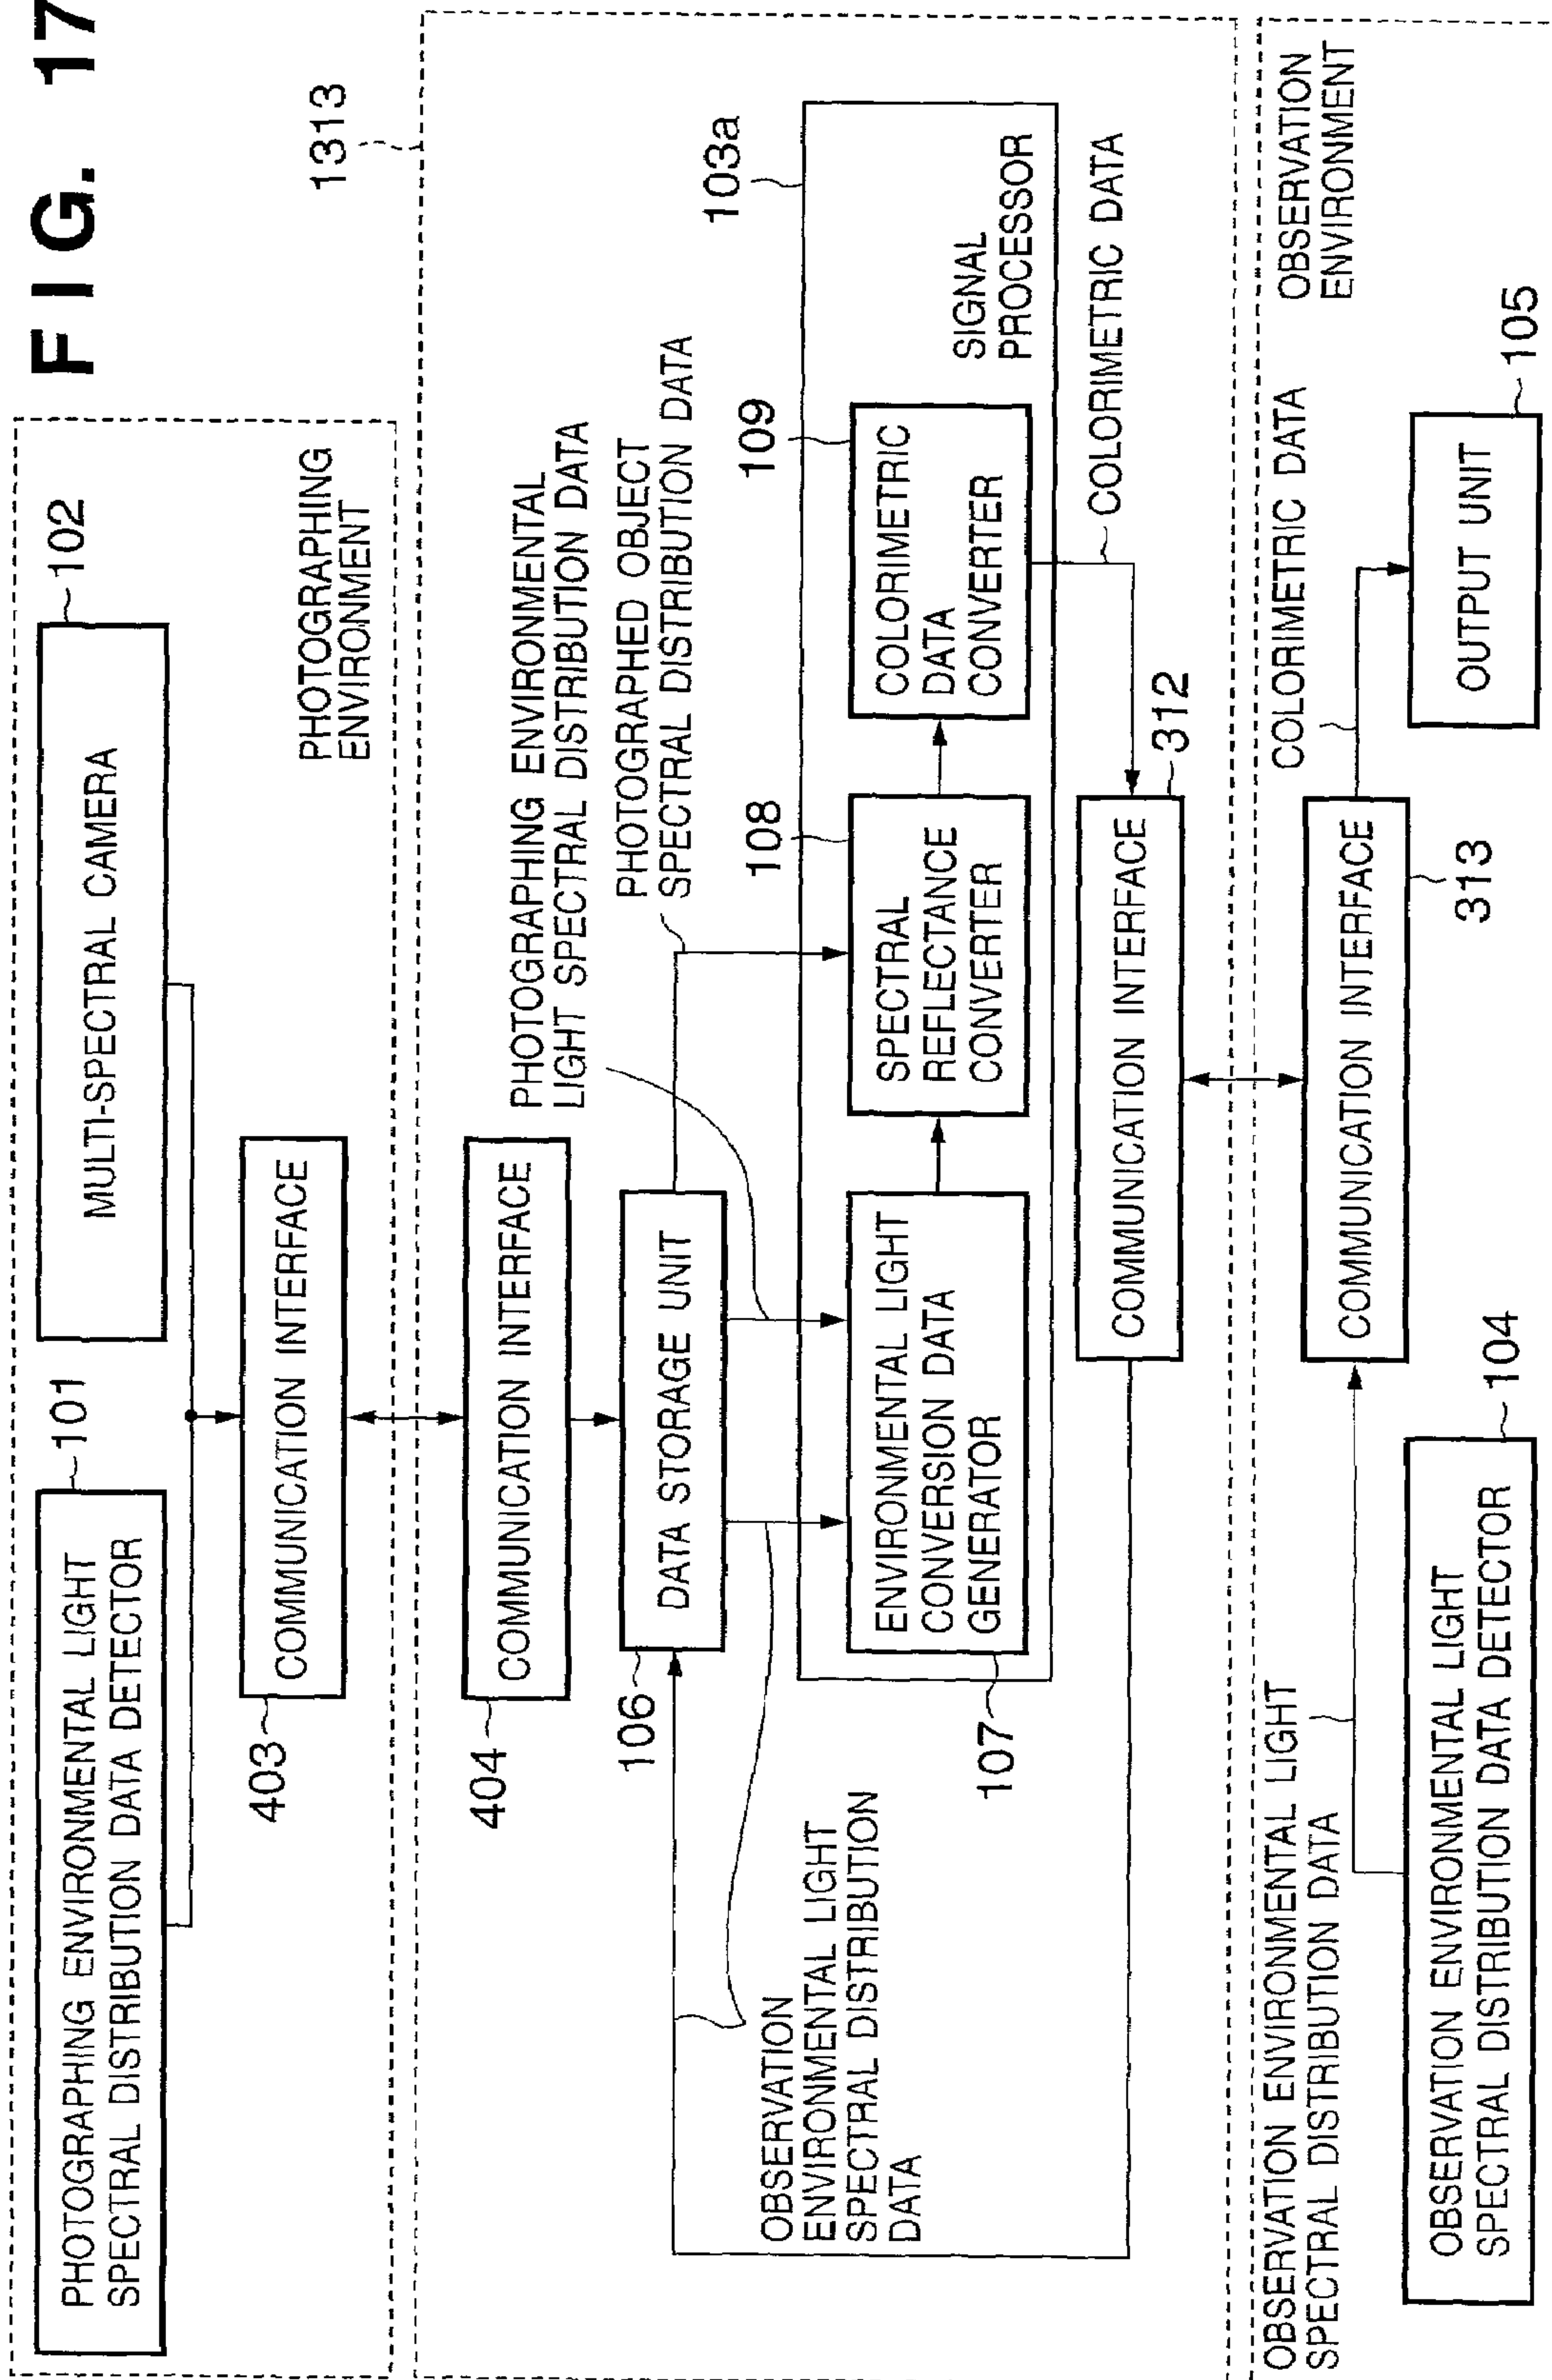 FIG. 17
101
PHOTOGRAPHING ENVIRONMENTAL LIGHT
SPECTRAL DISTRIBUTION DATA DETECTOR
102
MULTI-SPECTRAL CAMERA
PHOTOGRAPHING
ENVIRONMENT
403
COMMUNICATION INTERFACE
1313
404
COMMUNICATION INTERFACE
PHOTOGRAPHING ENVIRONMENTAL
LIGHT SPECTRAL DISTRIBUTION DATA
PHOTOGRAPHED OBJECT
SPECTRAL DISTRIBUTION DATA
106
DATA STORAGE UNIT
103a
OBSERVATION
ENVIRONMENTAL LIGHT
SPECTRAL DISTRIBUTION
DATA
107
ENVIRONMENTAL LIGHT
CONVERSION DATA
GENERATOR
108
SPECTRAL
REFLECTANCE
CONVERTER
109
COLORIMETRIC
DATA
CONVERTER
SIGNAL
PROCESSOR
COLORIMETRIC DATA
312
COMMUNICATION INTERFACE
OBSERVATION ENVIRONMENTAL LIGHT
SPECTRAL DISTRIBUTION DATA
COLORIMETRIC DATA
OBSERVATION
ENVIRONMENT
COMMUNICATION INTERFACE
313
104
OBSERVATION ENVIRONMENTAL LIGHT
SPECTRAL DISTRIBUTION DATA DETECTOR
105
OUTPUT UNIT